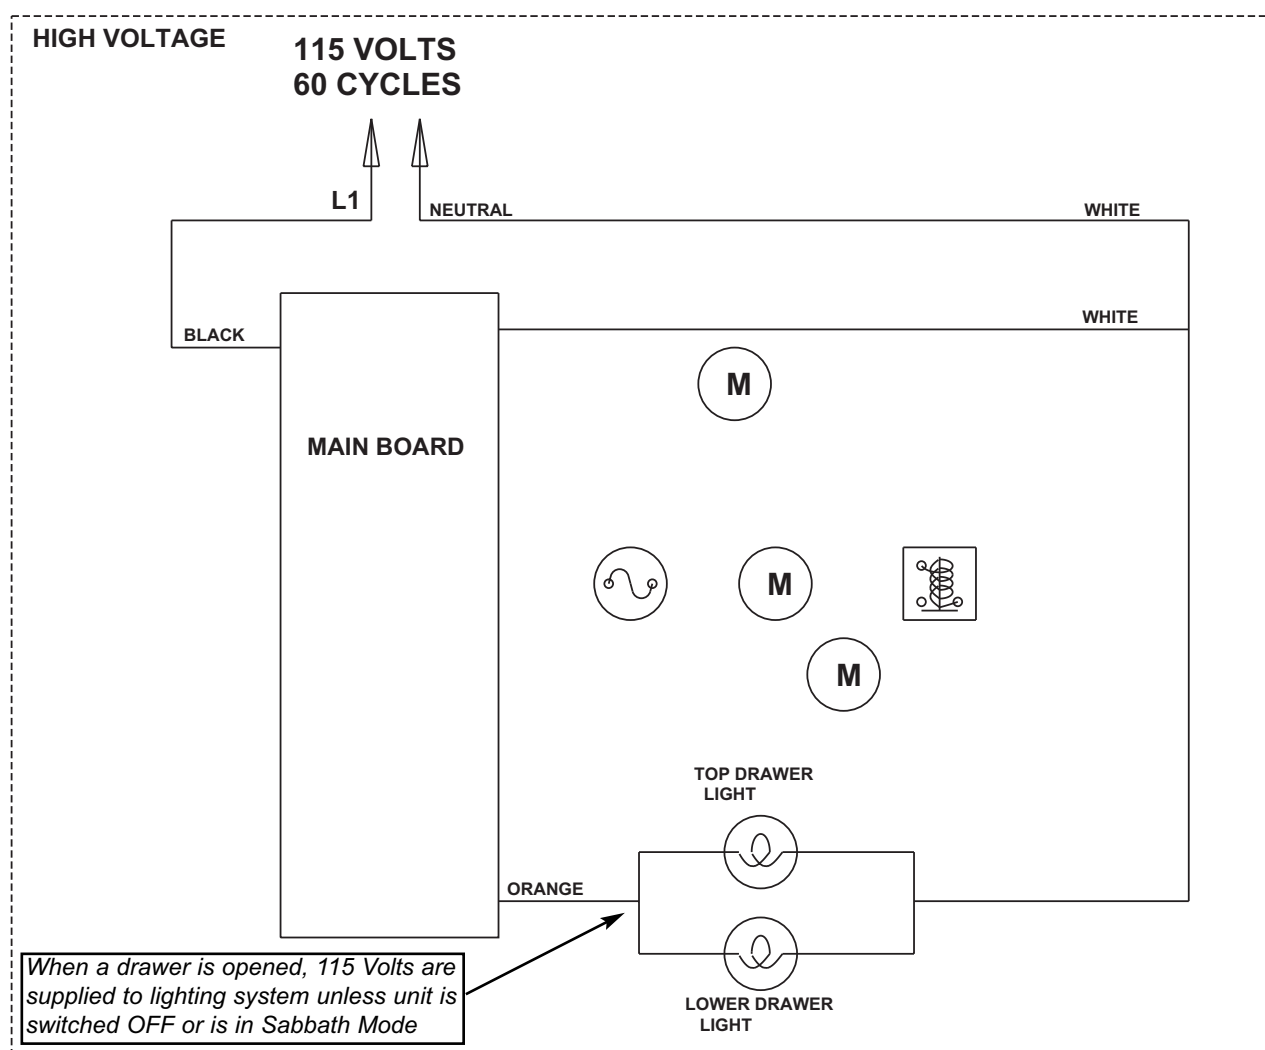 HIGH VOLTAGE
115 VOLTS
60 CYCLES
L1
NEUTRAL
WHITE
BLACK
WHITE
M
MAIN BOARD
M
M
TOP DRAWER
LIGHT
ORANGE
When a drawer is opened, 115 Volts are
supplied to lighting system unless unit is
switched OFF or is in Sabbath Mode
LOWER DRAWER
LIGHT